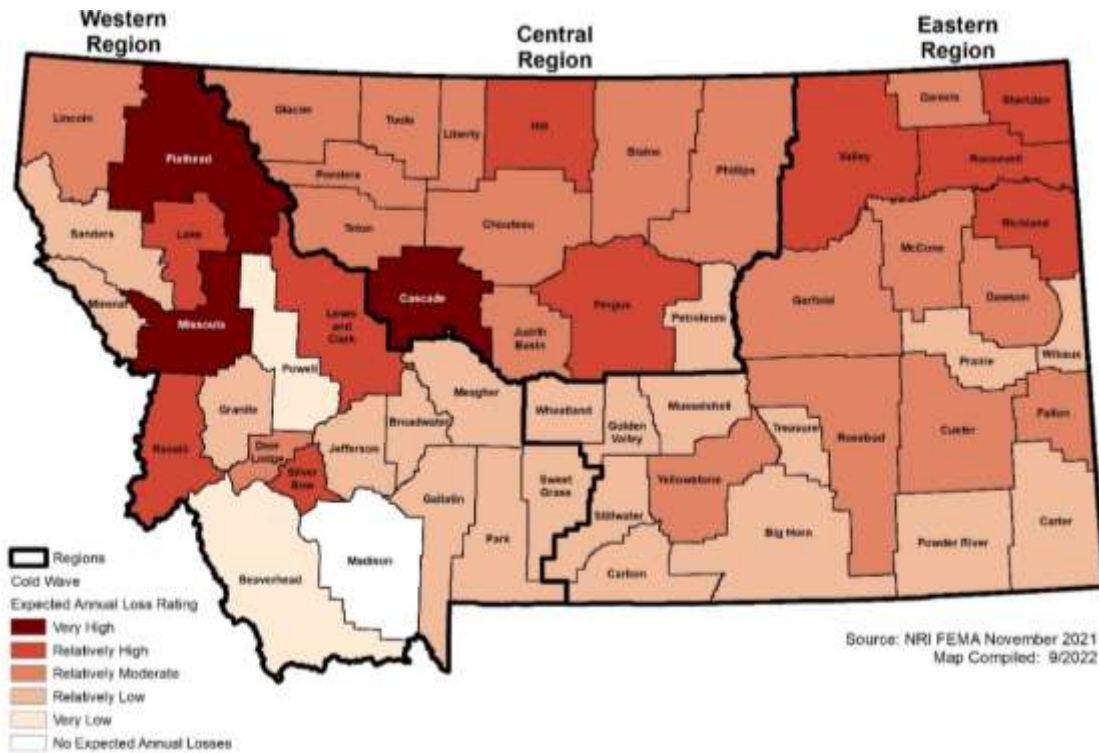 Western
Region
Central
Region
Eastern
Region
Lincoln
Flathead
Glacier
Toole
Liberty
Hill
Blaine
Phillips
Valley
Daniels
Sheridan
Roosevelt
Pondera
Teton
Chouteau
Richland
McCone
Sanders
Lake
Mineral
Missoula
Lewis
and
Clark
Cascade
Judith
Basin
Fergus
Petroleum
Garfield
Dawson
Prairie
Wibaux
Powell
Granite
Ravalli
Deer
Lodge
Silver
Bow
Jefferson
Broadwater
Meagher
Wheatland
Golden
Valley
Musselshell
Treasure
Rosebud
Custer
Fallon
Gallatin
Park
Sweet
Grass
Stillwater
Yellowstone
Big Horn
Powder River
Carter
Carbon
Madison
Beaverhead
Regions
Cold Wave
Expected Annual Loss Rating
Very High
Relatively High
Relatively Moderate
Relatively Low
Very Low
No Expected Annual Losses
Source: NRI FEMA November 2021
Map Compiled: 9/2022